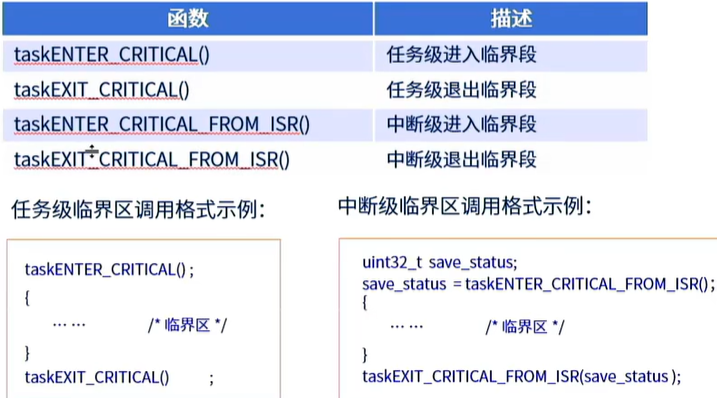 函数 描述
taskENTER_CRITICAL() 任务级进入临界段
taskEXIT_CRITICAL() 任务级退出临界段
taskENTER_CRITICAL_FROM_ISR() 中断级进入临界段
taskEXIT_CRITICAL_FROM_ISR() 中断级退出临界段
任务级临界区调用格式示例：
taskENTER_CRITICAL() ;
{
… … /* 临界区 */
}
taskEXIT_CRITICAL() ;
中断级临界区调用格式示例：
uint32_t save_status;
save_status = taskENTER_CRITICAL_FROM_ISR();
{
… … /* 临界区 */
}
taskEXIT_CRITICAL_FROM_ISR(save_status );